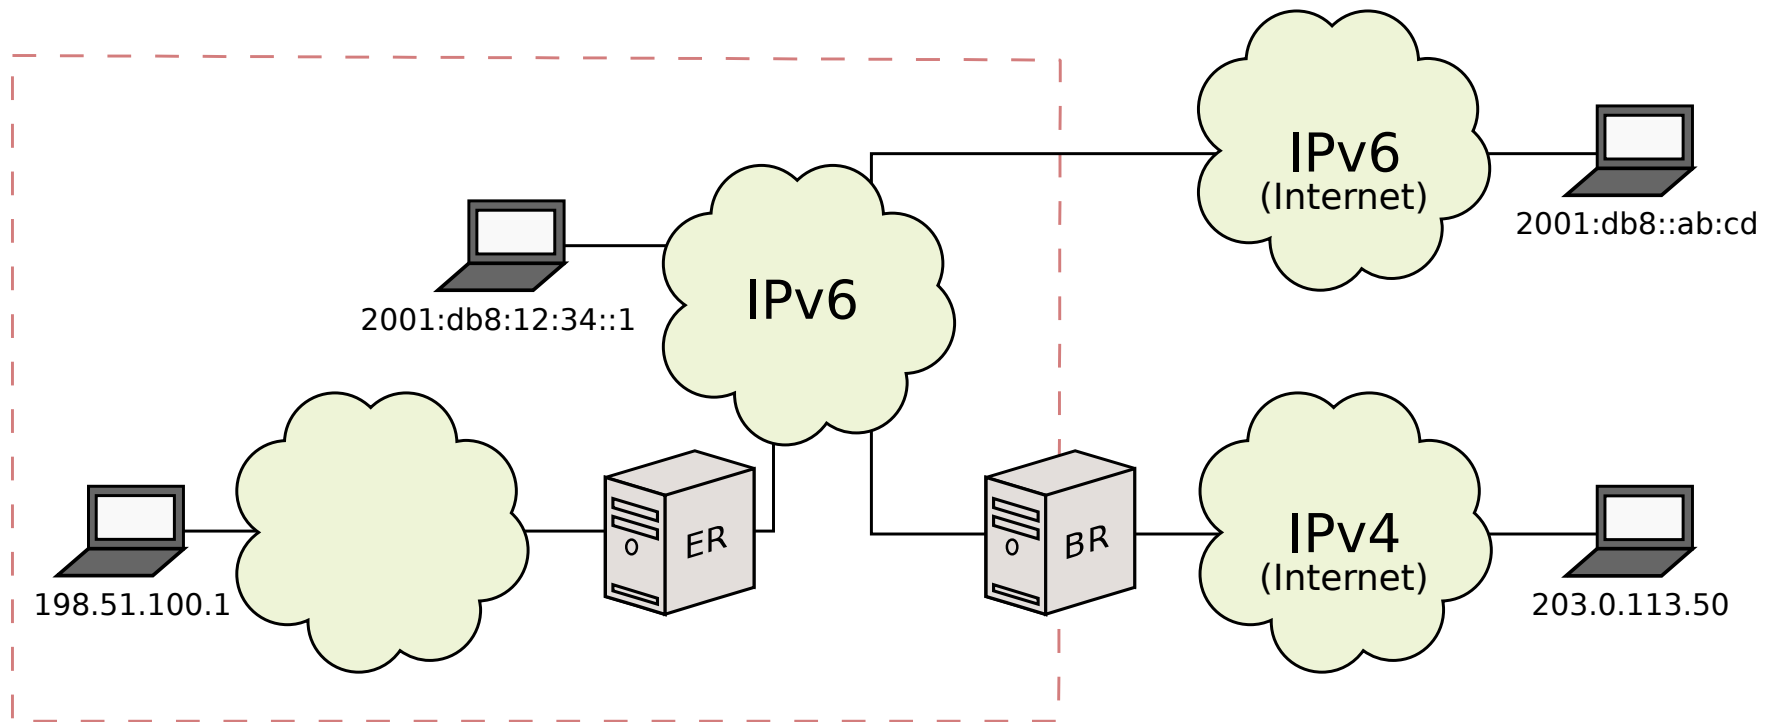 IPv6
(Internet)
2001:db8::ab:cd
IPv6
2001:db8:12:34::1
ER
BR
IPv4
(Internet)
198.51.100.1
203.0.113.50